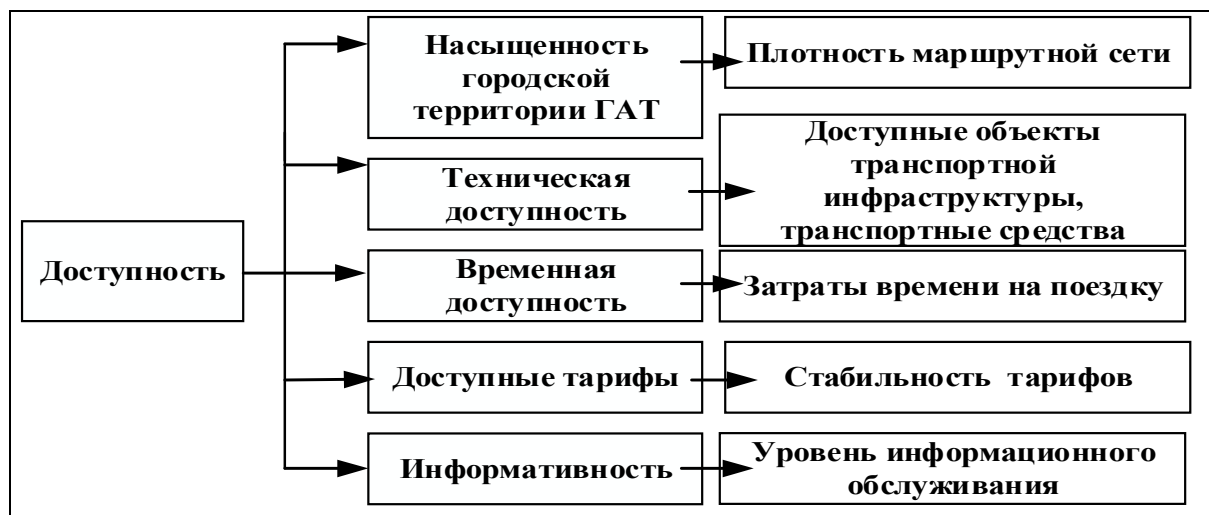 Доступность
Насыщенность
городской
территории ГАТ
Плотность маршрутной сети
Техническая
доступность
Доступные объекты
транспортной
инфраструктуры,
транспортные средства
Временная
доступность
Затраты времени на поездку
Доступные тарифы
Стабильность тарифов
Информативность
Уровень информационного
обслуживания